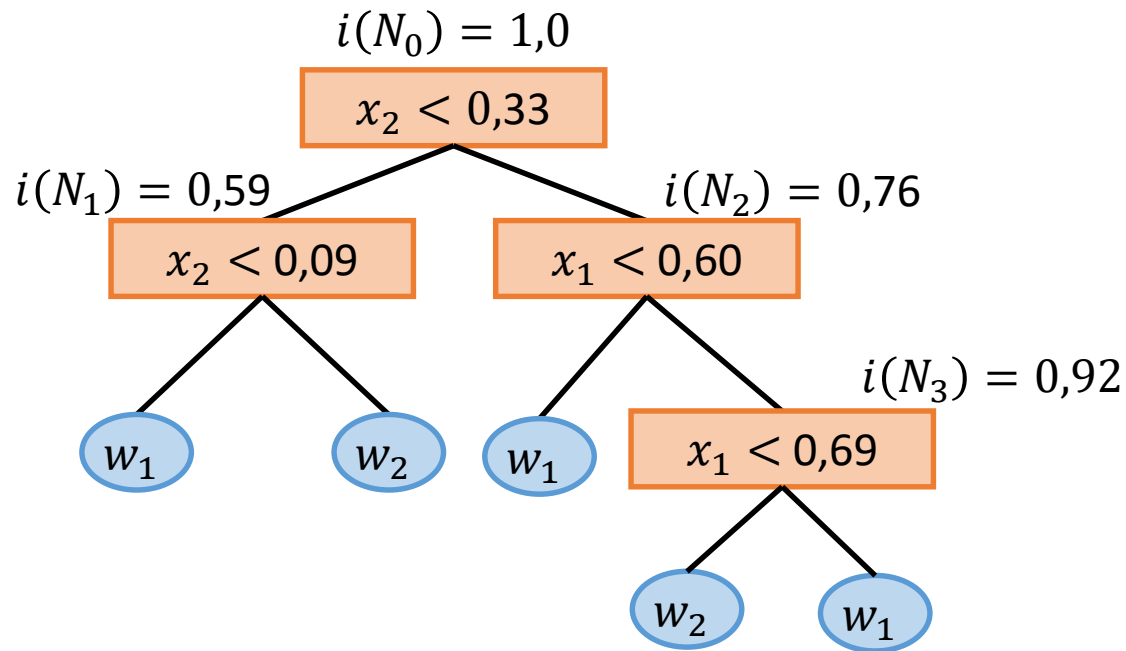 i(N₀) = 1,0
x₂ < 0,33
i(N₁) = 0,59
i(N₂) = 0,76
x₂ < 0,09
x₁ < 0,60
i(N₃) = 0,92
w₁
w₂
w₁
x₁ < 0,69
w₂
w₁